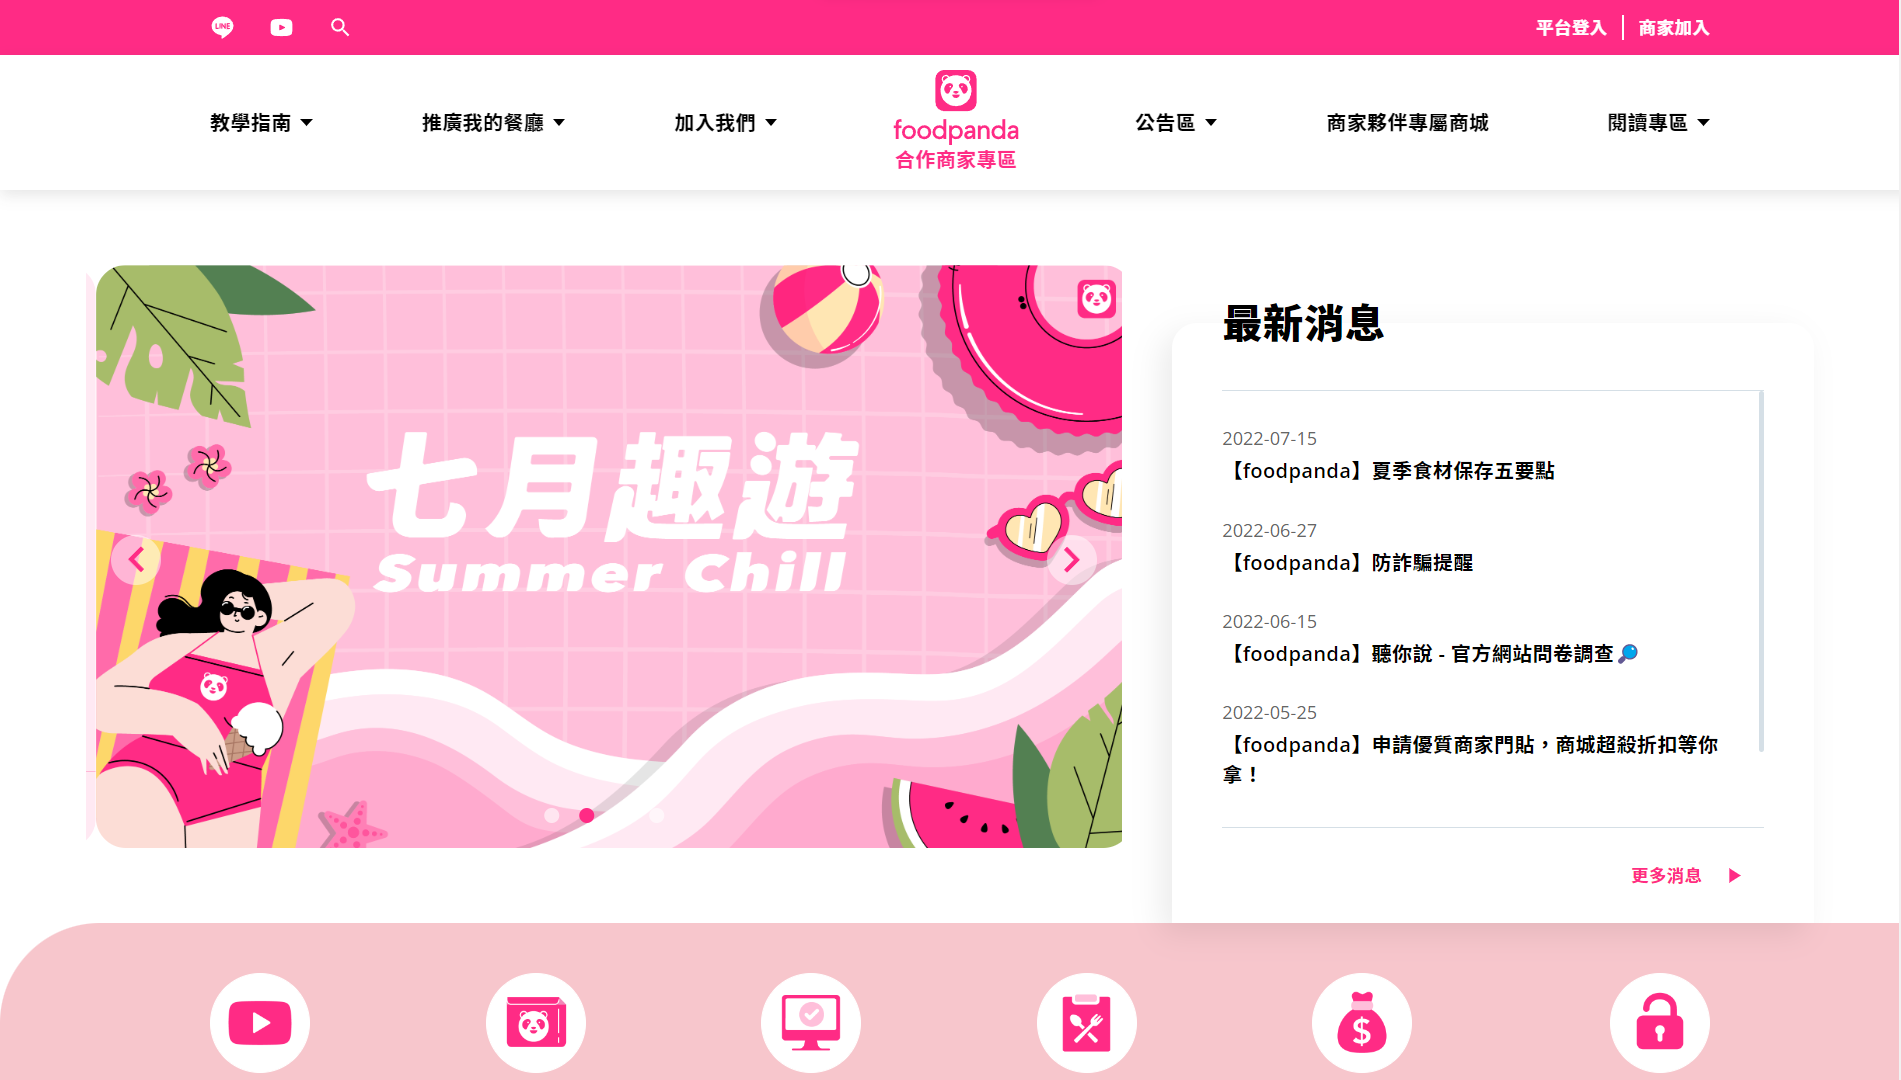 LINE
平台登入
商家加入
教學指南
推廣我的餐廳
加入我們
foodpanda
合作商家專區
公告區
商家夥伴專屬商城
閱讀專區
七月趣遊
Summer Chill
最新消息
2022-07-15
【foodpanda】夏季食材保存五要點
2022-06-27
【foodpanda】防詐騙提醒
2022-06-15
【foodpanda】聽你說 - 官方網站問卷調查🔎
2022-05-25
【foodpanda】申請優質商家門貼，商城超殺折扣等你
拿！
更多消息
$